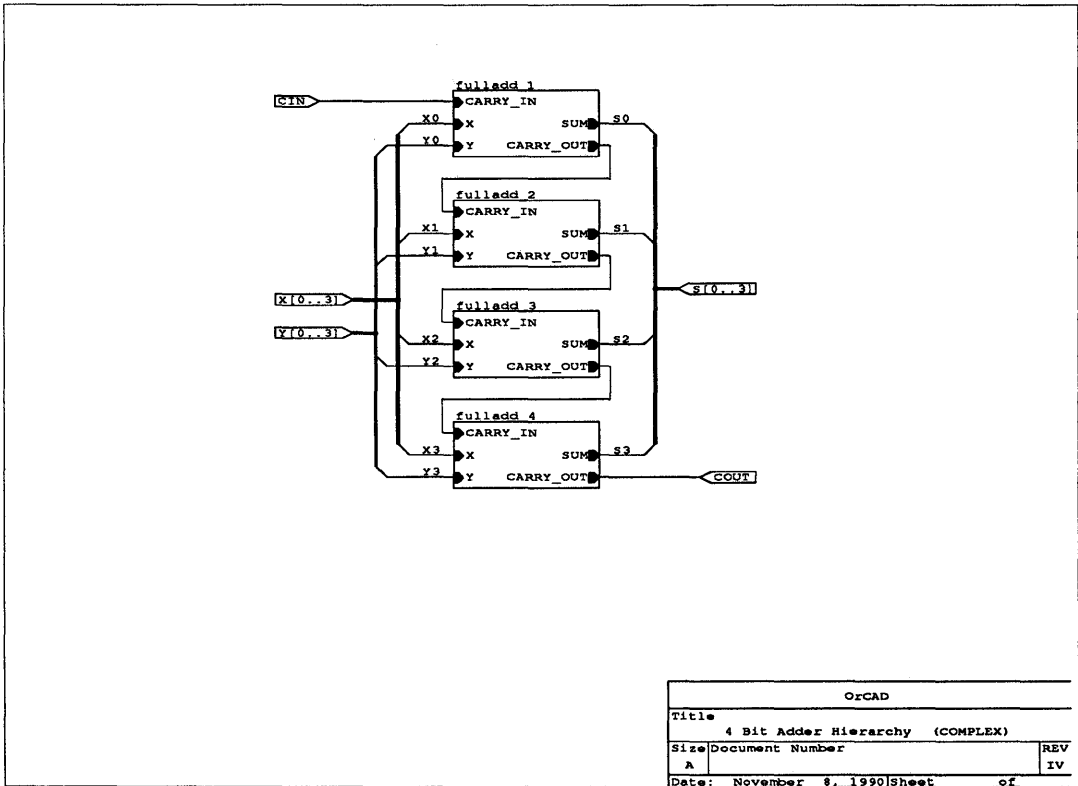 fulladd_1
CIN
CARRY_IN
X0
X
SUM
S0
Y0
Y
CARRY_OUT
fulladd_2
CARRY_IN
X1
X
SUM
S1
Y1
Y
CARRY_OUT
X[0..3]
S[0..3]
fulladd_3
CARRY_IN
Y[0..3]
X2
X
SUM
S2
Y2
Y
CARRY_OUT
fulladd_4
CARRY_IN
X3
X
SUM
S3
Y3
Y
CARRY_OUT
COUT
OrCAD
Title
4 Bit Adder Hierarchy (COMPLEX)
Size Document Number REV
A IV
Date: November 8, 1990 Sheet of